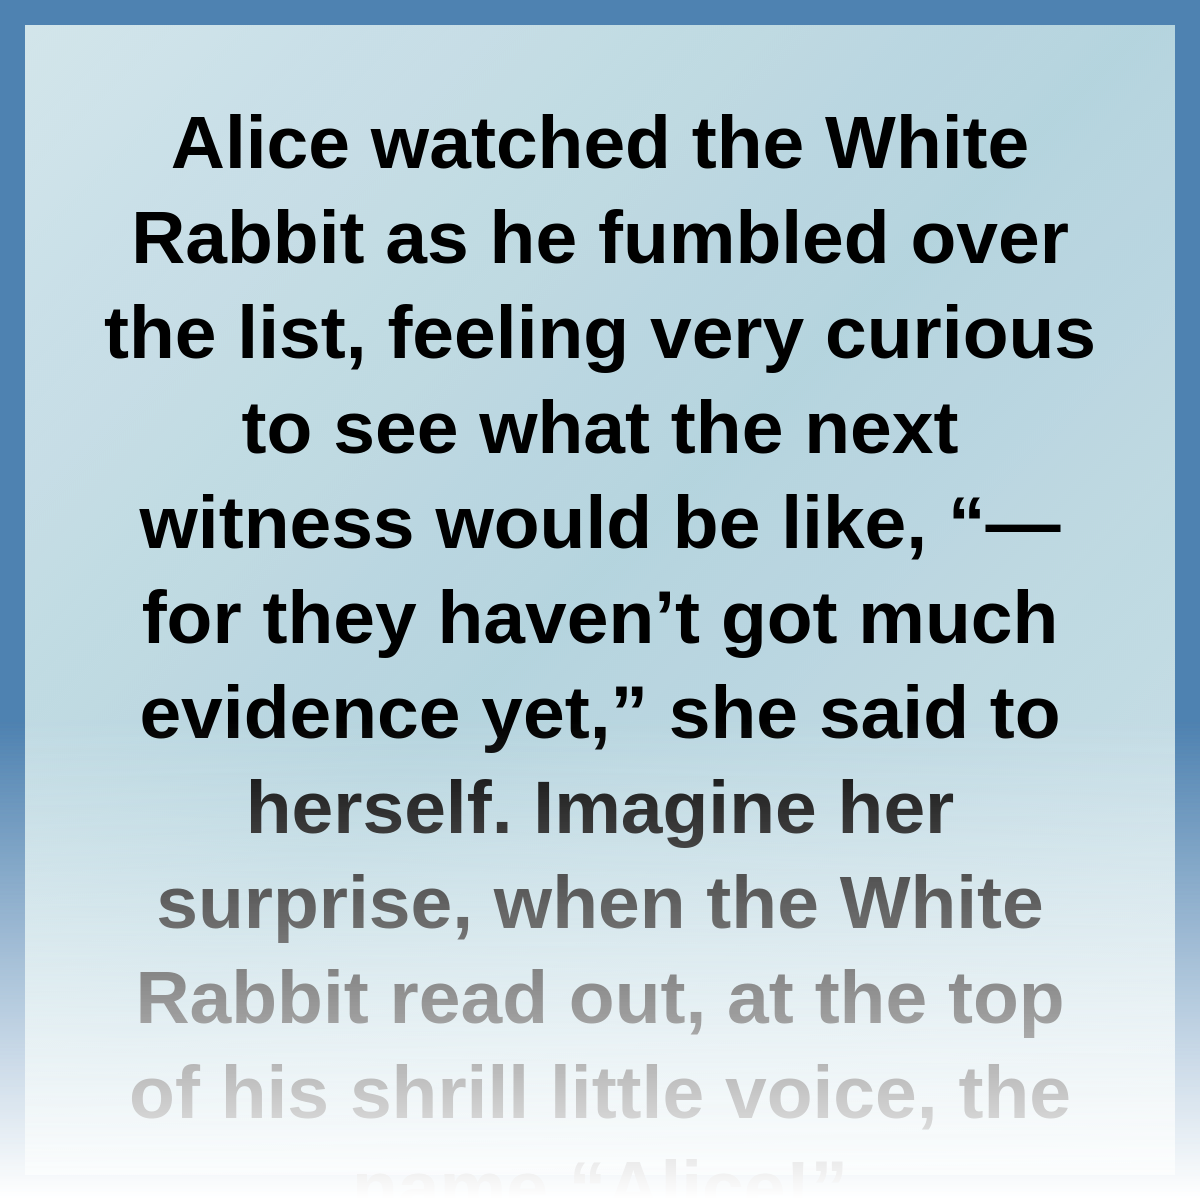 Alice watched the White
Rabbit as he fumbled over
the list, feeling very curious
to see what the next
witness would be like, “—
for they haven’t got much
evidence yet,” she said to
herself. Imagine her
surprise, when the White
Rabbit read out, at the top
of his shrill little voice, the
name “Alice!”